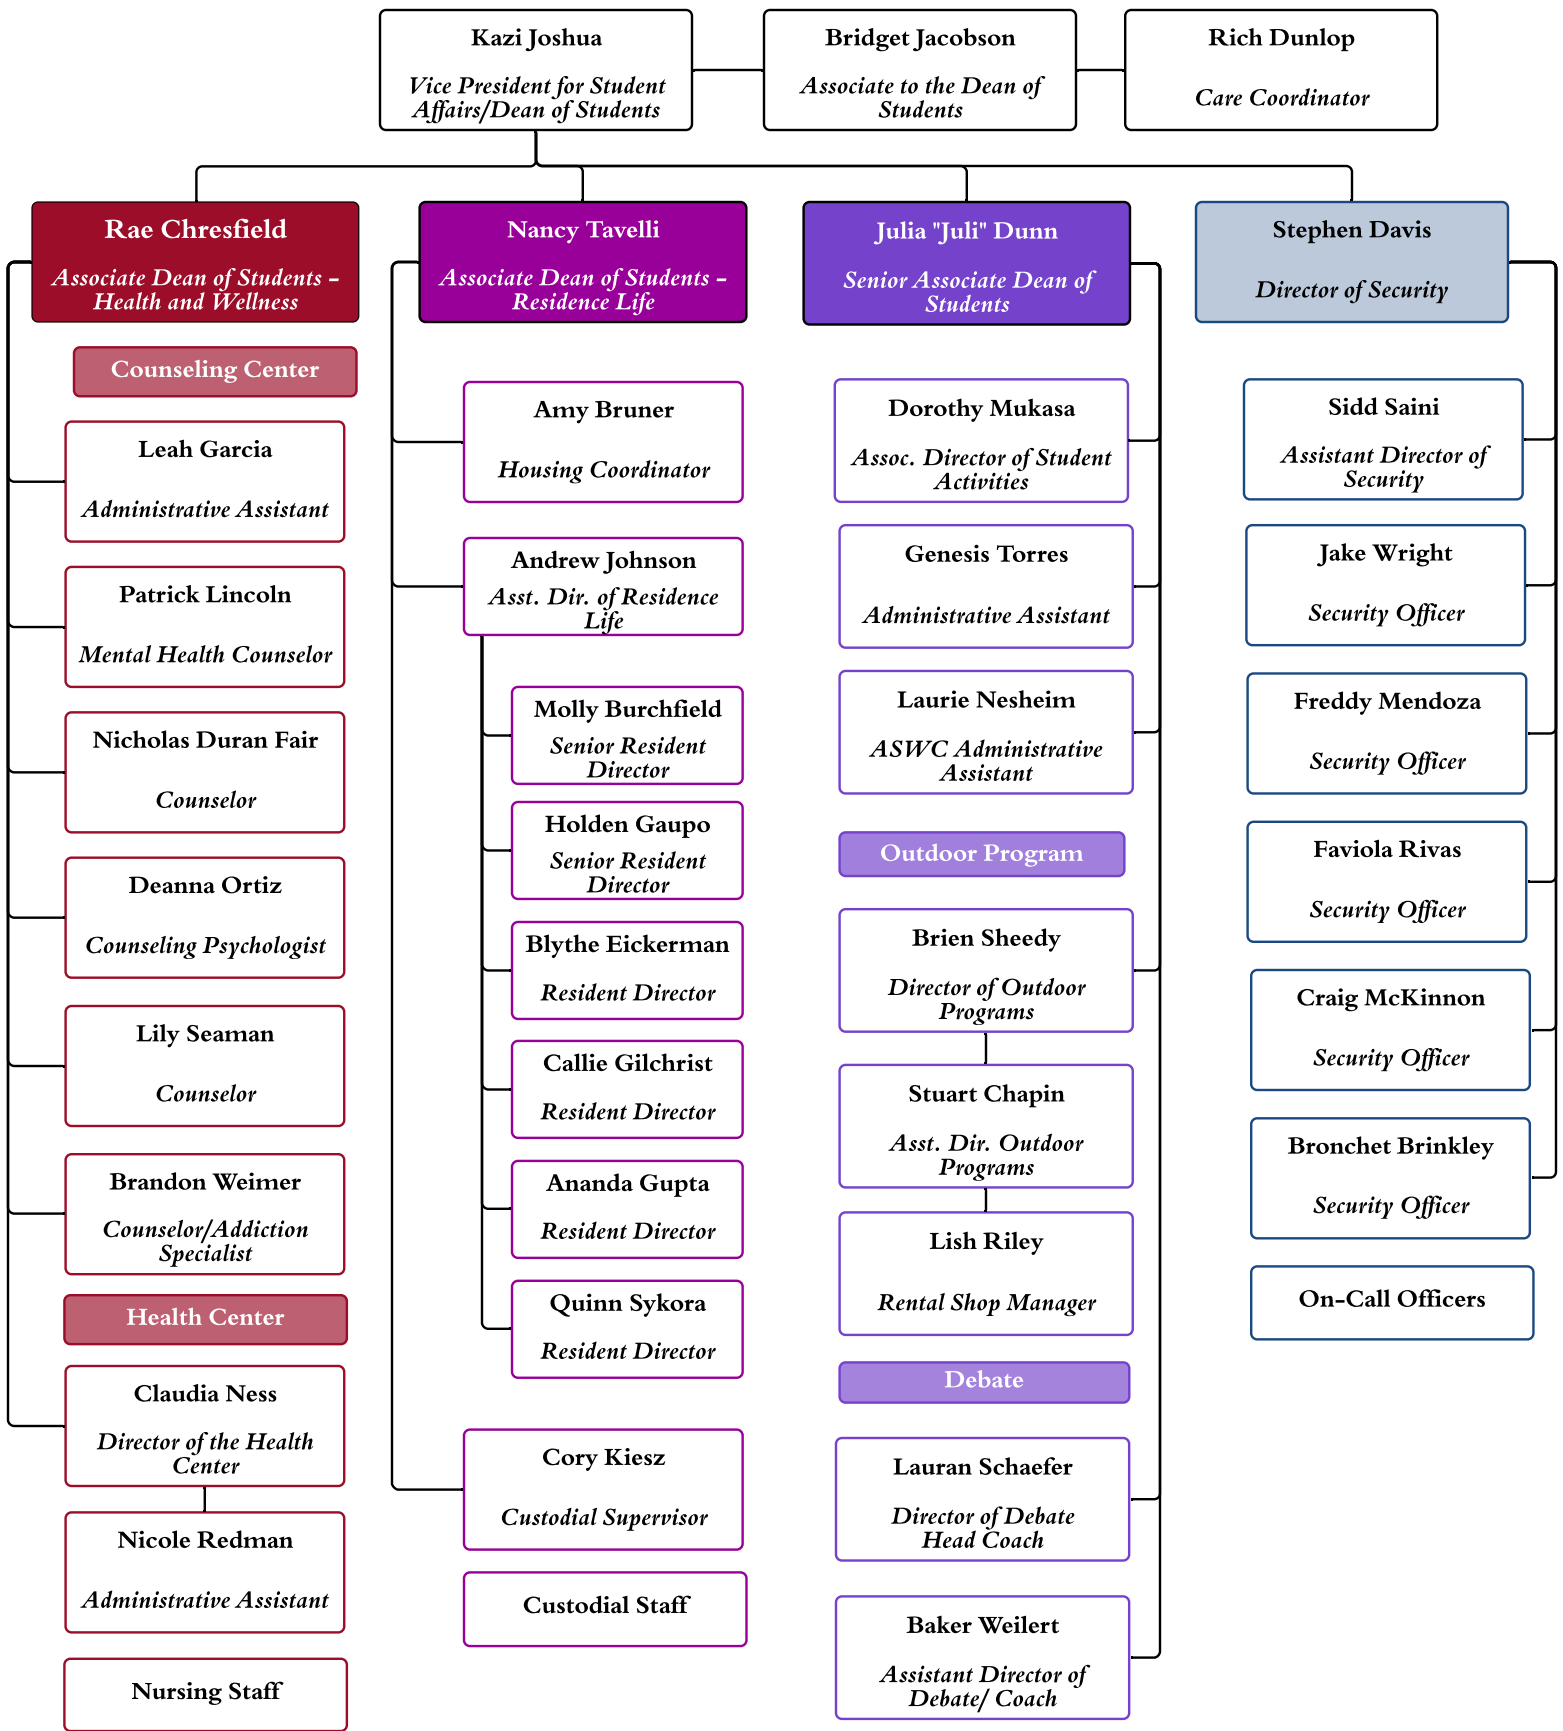 Kazi Joshua
Vice President for Student
Affairs/Dean of Students
Bridget Jacobson
Associate to the Dean of
Students
Rich Dunlop
Care Coordinator
Rae Chresfield
Associate Dean of Students –
Health and Wellness
Counseling Center
Leah Garcia
Administrative Assistant
Patrick Lincoln
Mental Health Counselor
Nicholas Duran Fair
Counselor
Deanna Ortiz
Counseling Psychologist
Lily Seaman
Counselor
Brandon Weimer
Counselor/Addiction
Specialist
Health Center
Claudia Ness
Director of the Health
Center
Nicole Redman
Administrative Assistant
Nursing Staff
Nancy Tavelli
Associate Dean of Students –
Residence Life
Amy Bruner
Housing Coordinator
Andrew Johnson
Asst. Dir. of Residence
Life
Molly Burchfield
Senior Resident
Director
Holden Gaupo
Senior Resident
Director
Blythe Eickerman
Resident Director
Callie Gilchrist
Resident Director
Ananda Gupta
Resident Director
Quinn Sykora
Resident Director
Cory Kiesz
Custodial Supervisor
Custodial Staff
Julia "Juli" Dunn
Senior Associate Dean of
Students
Dorothy Mukasa
Assoc. Director of Student
Activities
Genesis Torres
Administrative Assistant
Laurie Nesheim
ASWC Administrative
Assistant
Outdoor Program
Brien Sheedy
Director of Outdoor
Programs
Stuart Chapin
Asst. Dir. Outdoor
Programs
Lish Riley
Rental Shop Manager
Debate
Lauran Schaefer
Director of Debate
Head Coach
Baker Weilert
Assistant Director of
Debate/ Coach
Stephen Davis
Director of Security
Sidd Saini
Assistant Director of
Security
Jake Wright
Security Officer
Freddy Mendoza
Security Officer
Faviola Rivas
Security Officer
Craig McKinnon
Security Officer
Bronchet Brinkley
Security Officer
On-Call Officers